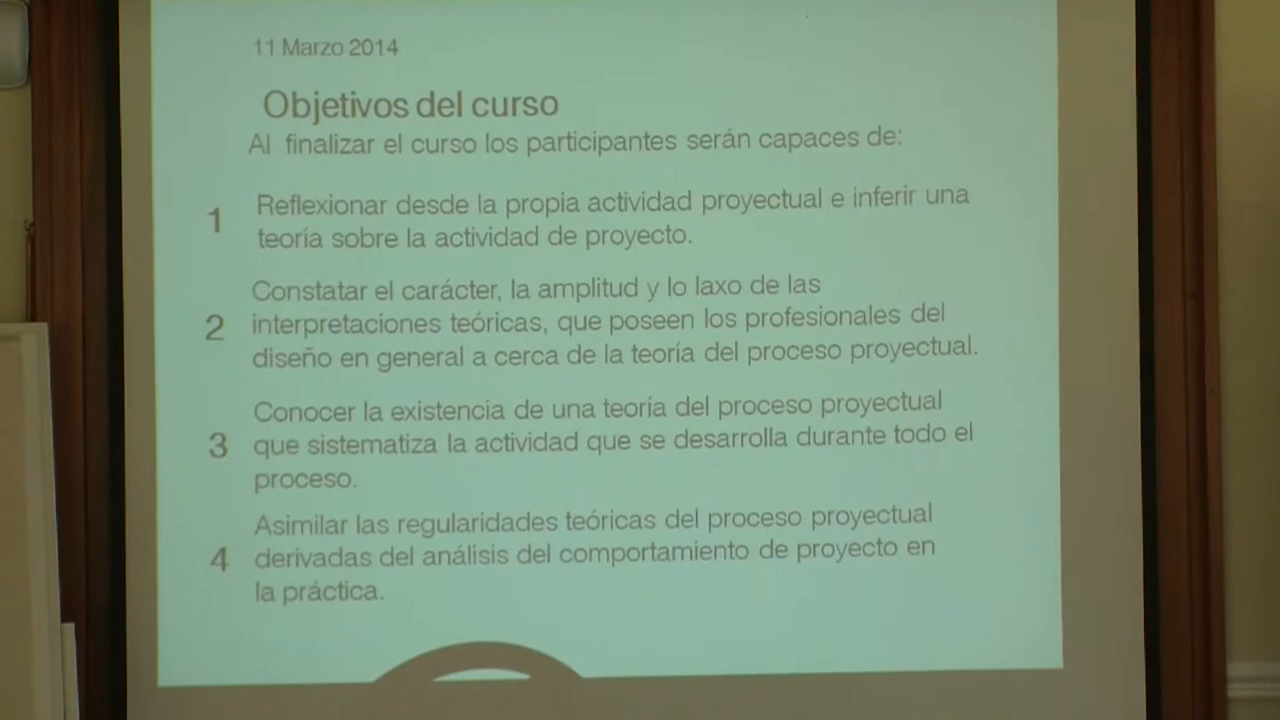 11 Marzo 2014
Objetivos del curso
Al finalizar el curso los participantes serán capaces de:
1 Reflexionar desde la propia actividad proyectual e inferir una
teoría sobre la actividad de proyecto.
Constatar el carácter, la amplitud y lo laxo de las
2 interpretaciones teóricas, que poseen los profesionales del
diseño en general a cerca de la teoría del proceso proyectual.
Conocer la existencia de una teoría del proceso proyectual
3 que sistematiza la actividad que se desarrolla durante todo el
proceso.
Asimilar las regularidades teóricas del proceso proyectual
4 derivadas del análisis del comportamiento de proyecto en
la práctica.